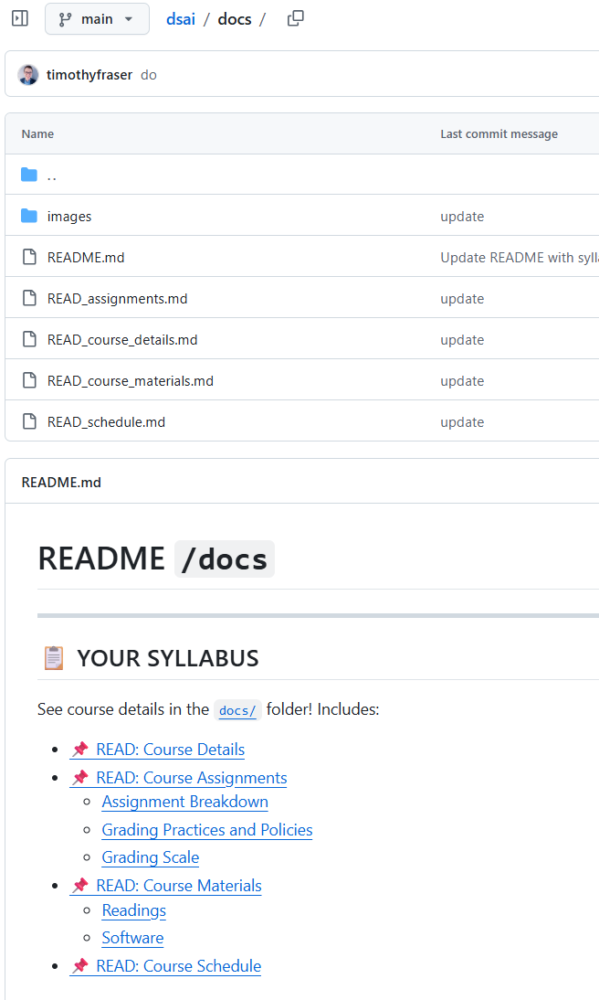 main
dsai / docs /
timothyfraser do
Name Last commit message
..
images update
README.md Update README with
READ_assignments.md update
READ_course_details.md update
READ_course_materials.md update
READ_schedule.md update
README.md
README /docs
YOUR SYLLABUS
See course details in the docs/ folder! Includes:
• READ: Course Details
• READ: Course Assignments
◦ Assignment Breakdown
◦ Grading Practices and Policies
◦ Grading Scale
• READ: Course Materials
◦ Readings
◦ Software
• READ: Course Schedule